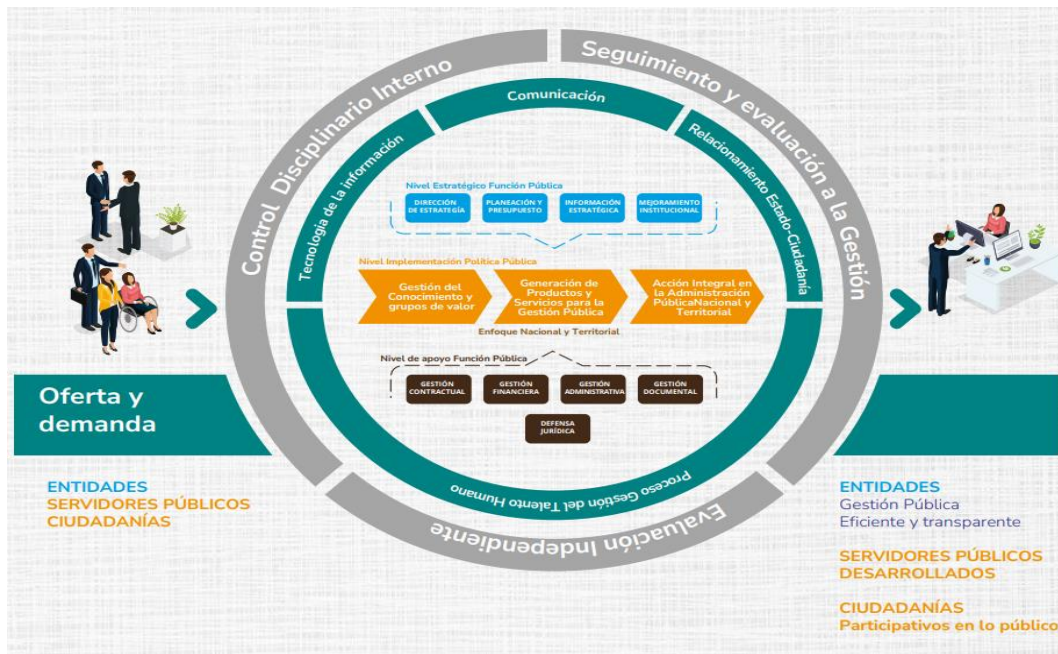 Control Disciplinario Interno
Seguimiento y evaluación a la Gestión
Comunicación
Tecnología de la información
Relacionamiento Estado-Ciudadanía
Nivel Estratégico Función Pública
DIRECCIÓN
DE ESTRATEGÍA
PLANEACIÓN Y
PRESUPUESTO
INFORMACIÓN
ESTRATÉGICA
MEJORAMIENTO
INSTITUCIONAL
Nivel Implementación Política Pública
Gestión del
Conocimiento y
grupos de valor
Generación de
Productos y
Servicios para la
Gestión Pública
Acción Integral en
la Administración
PúblicaNacional y
Territorial
Enfoque Nacional y Territorial
Nivel de apoyo Función Pública
GESTIÓN
CONTRACTUAL
GESTIÓN
FINANCIERA
GESTIÓN
ADMINISTRATIVA
GESTIÓN
DOCUMENTAL
DEFENSA
JURÍDICA
Proceso Gestión del Talento Humano
Evaluación Independiente
Oferta y
demanda
ENTIDADES
SERVIDORES PÚBLICOS
CIUDADANÍAS
ENTIDADES
Gestión Pública
Eficiente y transparente
SERVIDORES PÚBLICOS
DESARROLLADOS
CIUDADANÍAS
Participativos en lo público